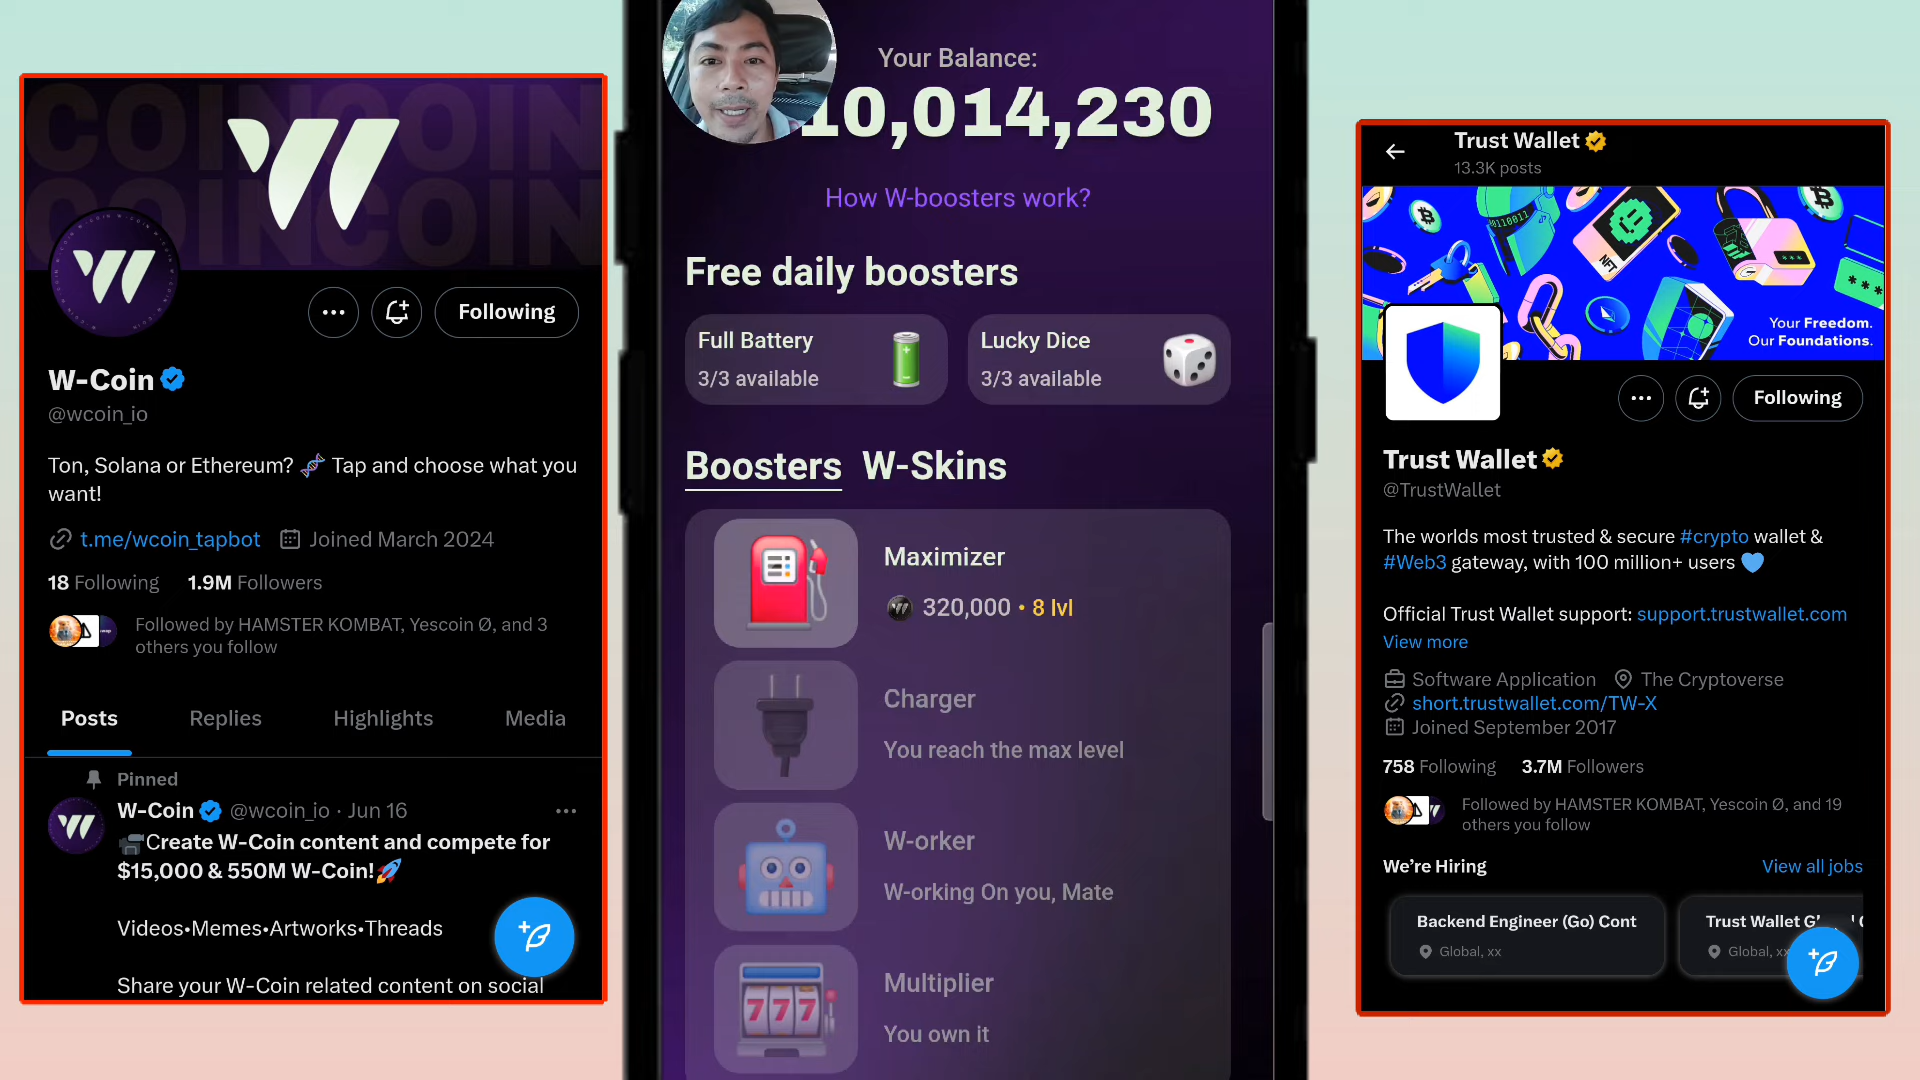 COIN COIN
COIN COIN
Following
W-Coin
@wcoin_io
Ton, Solana or Ethereum? 🧬 Tap and choose what you
want!
t.me/wcoin_tapbot Joined March 2024
18 Following 1.9M Followers
Followed by HAMSTER KOMBAT, Yescoin Ø, and 3
others you follow
Posts Replies Highlights Media
Pinned
W-Coin @wcoin_io · Jun 16
Create W-Coin content and compete for
$15,000 & 550M W-Coin!🚀
Videos•Memes•Artworks•Threads
Share your W-Coin related content on social
Your Balance:
10,014,230
How W-boosters work?
Free daily boosters
Full Battery
3/3 available
Lucky Dice
3/3 available
Boosters W-Skins
Maximizer
320,000 • 8 lvl
Charger
You reach the max level
W-orker
W-orking On you, Mate
777
Multiplier
You own it
Trust Wallet
13.3K posts
NFT
Your Freedom.
Our Foundations.
Following
Trust Wallet
@TrustWallet
The worlds most trusted & secure #crypto wallet &
#Web3 gateway, with 100 million+ users 💙
Official Trust Wallet support: support.trustwallet.com
View more
Software Application The Cryptoverse
short.trustwallet.com/TW-X
Joined September 2017
758 Following 3.7M Followers
Followed by HAMSTER KOMBAT, Yescoin Ø, and 19
others you follow
We're Hiring View all jobs
Backend Engineer (Go) Cont
Global, xx
Trust Wallet
Global, xx